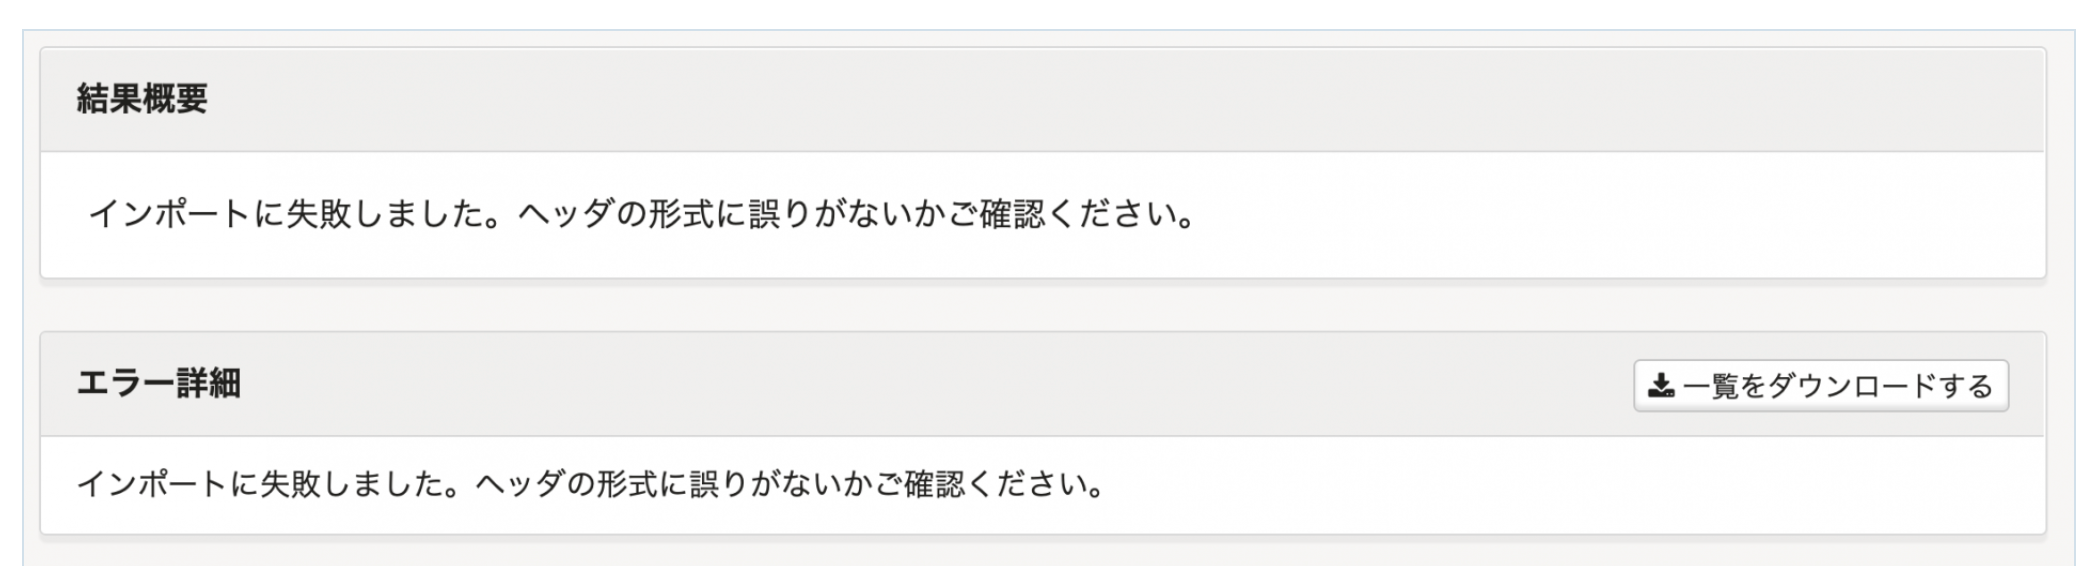 結果概要
インポートに失敗しました。ヘッダの形式に誤りがないかご確認ください。
エラー詳細
一覧をダウンロードする
インポートに失敗しました。ヘッダの形式に誤りがないかご確認ください。